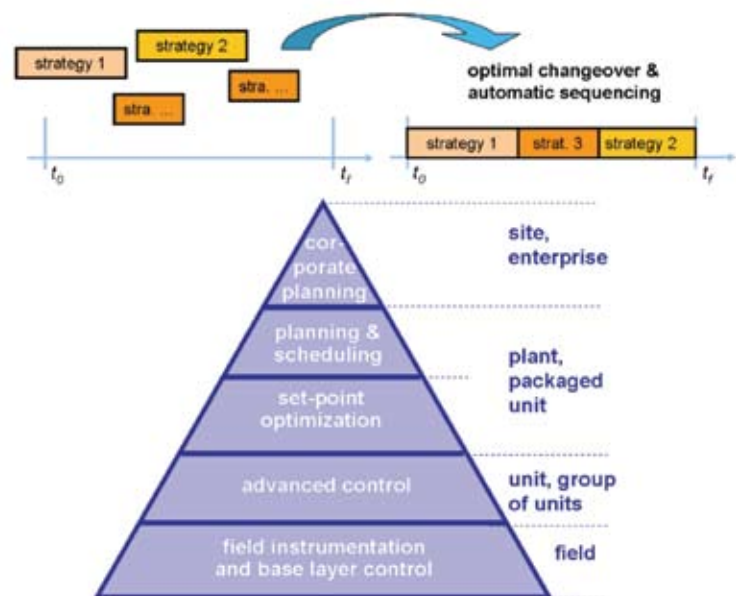 strategy 1
strategy 2
stra. ...
stra. ...
t0
tf
optimal changeover &
automatic sequencing
strategy 1
strat. 3
strategy 2
t0
tf
cor-
porate
planning
site,
enterprise
planning &
scheduling
set-point
optimization
plant,
packaged
unit
advanced control
unit, group
of units
field instrumentation
and base layer control
field